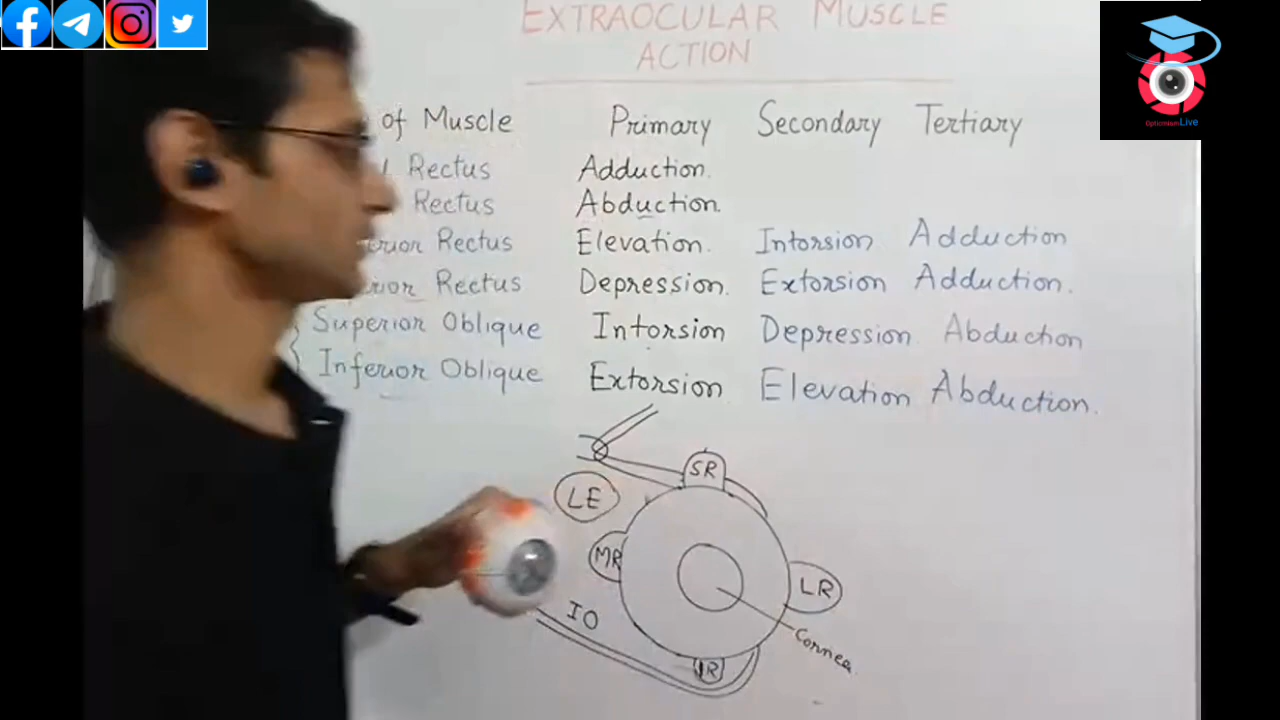 EXTRAOCULAR MUSCLE
ACTION
of Muscle Primary Secondary Tertiary
Rectus Adduction.
Rectus Abduction.
Rectus Elevation. Intorsion Adduction
Rectus Depression. Extorsion Adduction.
Superior Oblique Intorsion Depression Abduction
Inferior Oblique Extorsion Elevation Abduction.
SR
LE
MR
LR
IO
Cornea
IR
OptimismLive